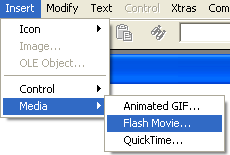 Insert Modify Text Control Xtras Com
Icon
Image...
OLE Object...
Control
Media
Animated GIF...
Flash Movie...
QuickTime...